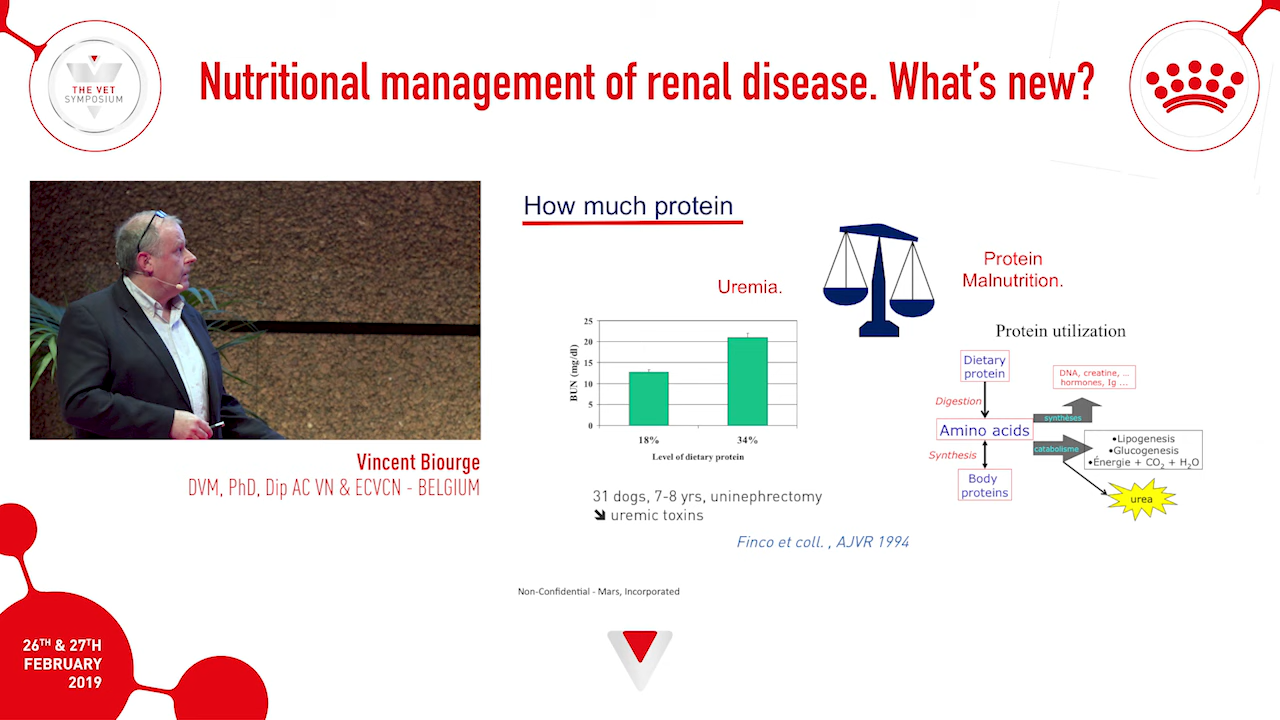 THE VET
SYMPOSIUM
Nutritional management of renal disease. What's new?
Vincent Biourge
DVM, PhD, Dip AC VN & ECVCN - BELGIUM
How much protein
Uremia.
Protein
Malnutrition.
25
20
15
10
5
0
BUN (mg/dl)
18%
34%
Level of dietary protein
31 dogs, 7-8 yrs, uninephrectomy
➘ uremic toxins
Finco et coll. , AJVR 1994
Protein utilization
Dietary
protein
DNA, creatine, ...
hormones, Ig ...
Digestion
synthèses
Amino acids
catabolisme
•Lipogenesis
•Glucogenesis
•Énergie + CO₂ + H₂O
Synthesis
Body
proteins
urea
Non-Confidential - Mars, Incorporated
26TH & 27TH
FEBRUARY
2019